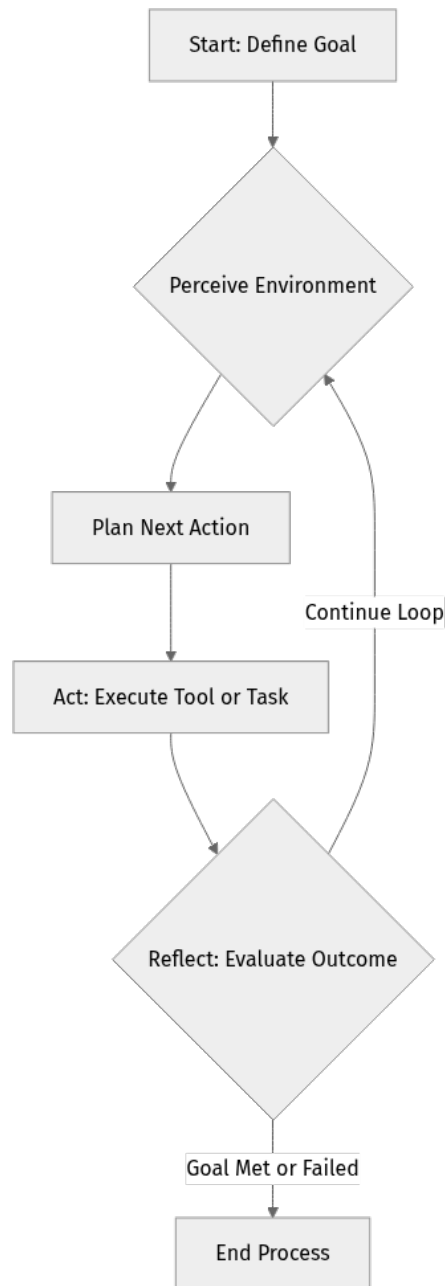 Start: Define Goal
Perceive Environment
Plan Next Action
Continue Loop
Act: Execute Tool or Task
Reflect: Evaluate Outcome
Goal Met or Failed
End Process